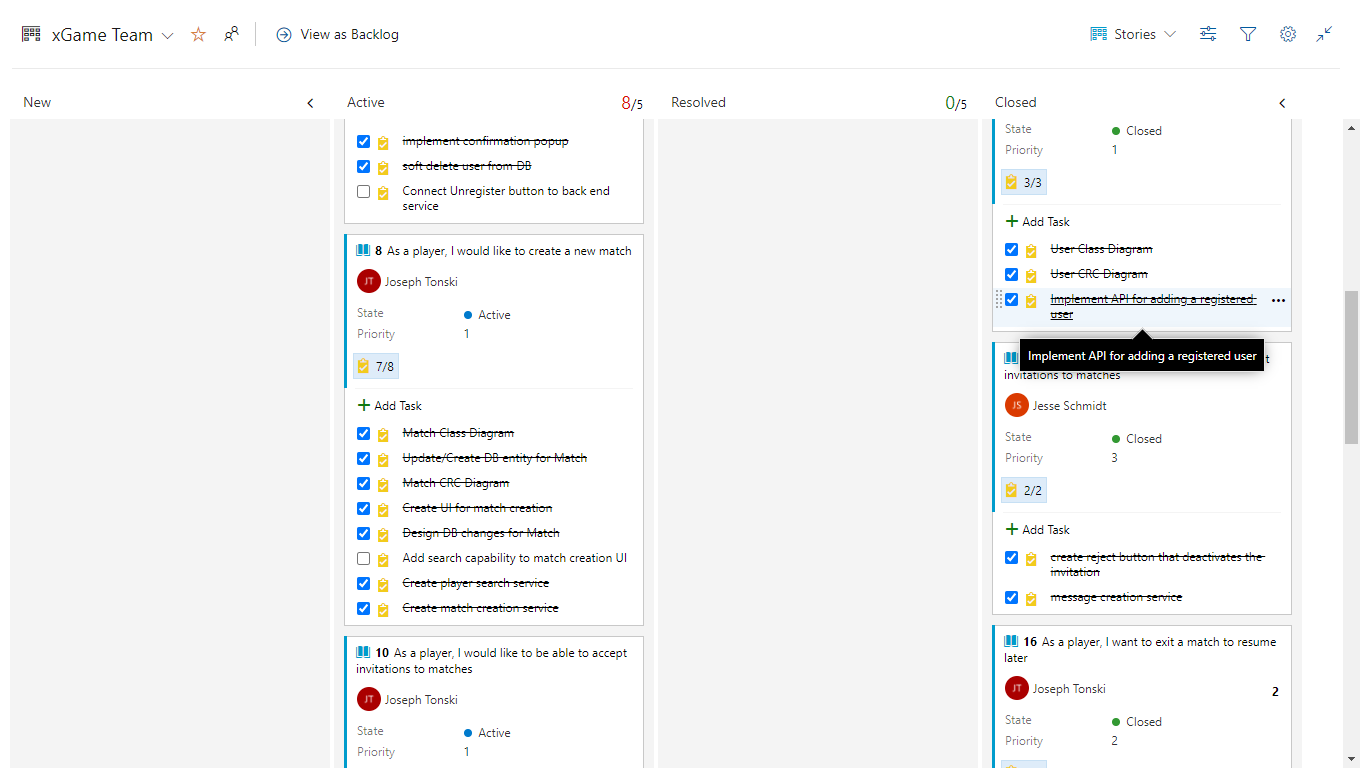 xGame Team
View as Backlog
Stories
New
Active
8/5
Resolved
0/5
Closed
implement confirmation popup
soft delete user from DB
Connect Unregister button to back end
service
8 As a player, I would like to create a new match
JT Joseph Tonski
State Active
Priority 1
7/8
Add Task
Match Class Diagram
Update/Create DB entity for Match
Match CRC Diagram
Create UI for match creation
Design DB changes for Match
Add search capability to match creation UI
Create player search service
Create match creation service
10 As a player, I would like to be able to accept
invitations to matches
JT Joseph Tonski
State Active
Priority 1
State Closed
Priority 1
3/3
Add Task
User Class Diagram
User CRC Diagram
Implement API for adding a registered
user
Implement API for adding a registered user
invitations to matches
JS Jesse Schmidt
State Closed
Priority 3
2/2
Add Task
create reject button that deactivates the
invitation
message creation service
16 As a player, I want to exit a match to resume
later
JT Joseph Tonski
2
State Closed
Priority 2